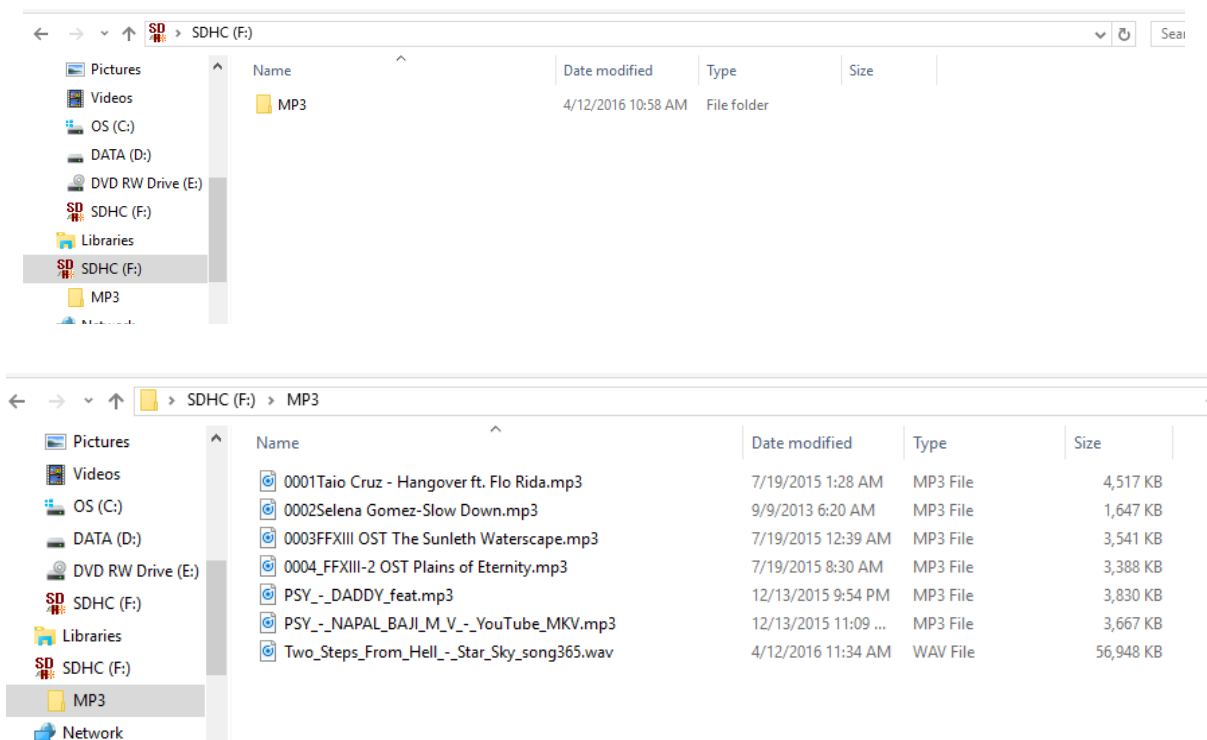 SDHC (F:)
Sear
Pictures
Name
Date modified
Type
Size
Videos
MP3
4/12/2016 10:58 AM
File folder
OS (C:)
DATA (D:)
DVD RW Drive (E:)
SDHC (F:)
Libraries
SDHC (F:)
MP3
Network
SDHC (F:) > MP3
Pictures
Name
Date modified
Type
Size
Videos
OS (C:)
DATA (D:)
DVD RW Drive (E:)
SDHC (F:)
Libraries
SDHC (F:)
MP3
Network
0001Taio Cruz - Hangover ft. Flo Rida.mp3 7/19/2015 1:28 AM MP3 File 4,517 KB
0002Selena Gomez-Slow Down.mp3 9/9/2013 6:20 AM MP3 File 1,647 KB
0003FFXIII OST The Sunleth Waterscape.mp3 7/19/2015 12:39 AM MP3 File 3,541 KB
0004_FFXIII-2 OST Plains of Eternity.mp3 7/19/2015 8:30 AM MP3 File 3,388 KB
PSY_-_DADDY_feat.mp3 12/13/2015 9:54 PM MP3 File 3,830 KB
PSY_-_NAPAL_BAJI_M_V_-_YouTube_MKV.mp3 12/13/2015 11:09 ... MP3 File 3,667 KB
Two_Steps_From_Hell_-_Star_Sky_song365.wav 4/12/2016 11:34 AM WAV File 56,948 KB